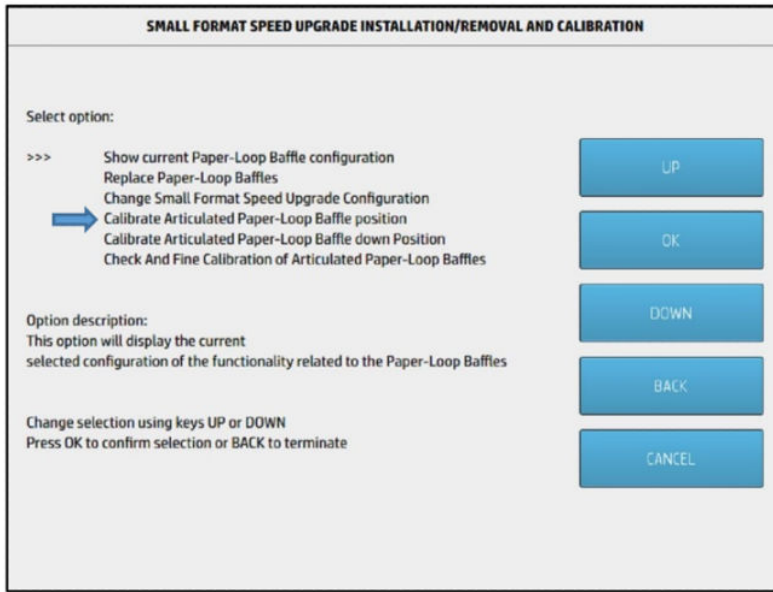 SMALL FORMAT SPEED UPGRADE INSTALLATION/REMOVAL AND CALIBRATION
Select option:
>>> Show current Paper-Loop Baffle configuration
Replace Paper-Loop Baffles
Change Small Format Speed Upgrade Configuration
Calibrate Articulated Paper-Loop Baffle position
Calibrate Articulated Paper-Loop Baffle down Position
Check And Fine Calibration of Articulated Paper-Loop Baffles
Option description:
This option will display the current
selected configuration of the functionality related to the Paper-Loop Baffles
Change selection using keys UP or DOWN
Press OK to confirm selection or BACK to terminate
UP
OK
DOWN
BACK
CANCEL